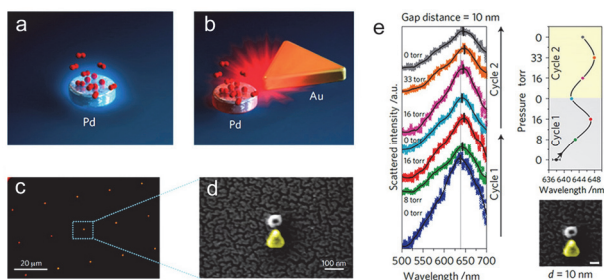 a
Pd
b
Au
Pd
c
20 µm
d
100 nm
e
Gap distance = 10 nm
Scattered intensity /a.u.
0 torr
33 torr
16 torr
0 torr
16 torr
8 torr
0 torr
Cycle 2
Cycle 1
500 550 600 650 700
Wavelength /nm
Pressure torr
0
33
16
0
16
8
0
Cycle 2
Cycle 1
636 640 644 648
Wavelength/nm
d = 10 nm